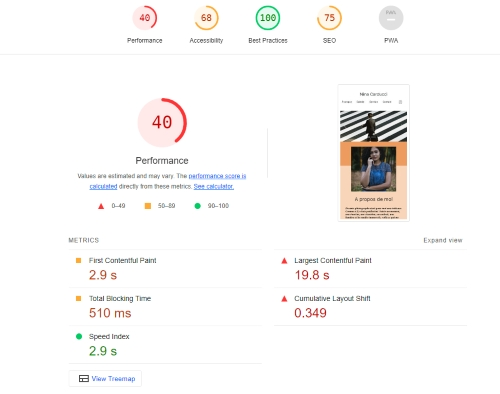 40
68
100
75
PWA
Performance
Accessibility
Best Practices
SEO
PWA
40
Performance
Values are estimated and may vary. The performance score is
calculated directly from these metrics. See calculator.
0–49
50–89
90–100
Nina Carducci
A propos de moi
METRICS
Expand view
First Contentful Paint
2.9 s
Largest Contentful Paint
19.8 s
Total Blocking Time
510 ms
Cumulative Layout Shift
0.349
Speed Index
2.9 s
View Treemap